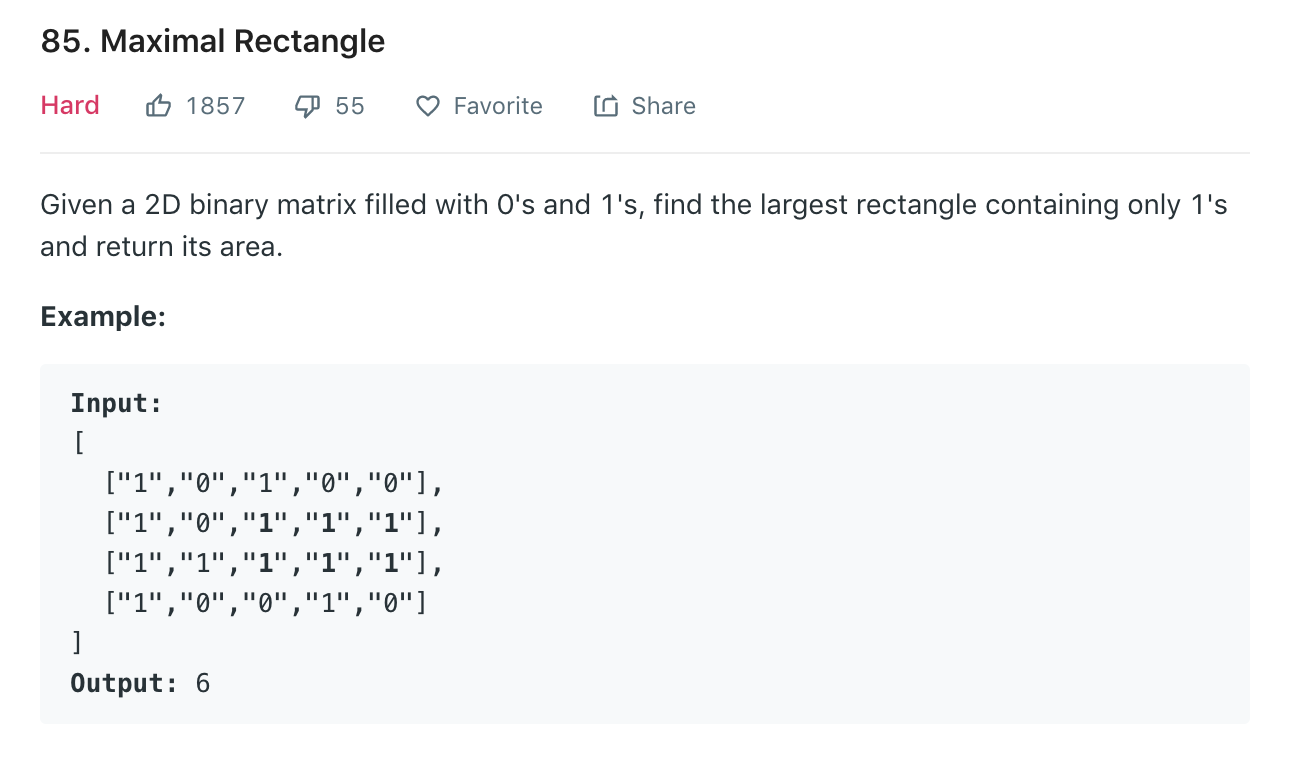 85. Maximal Rectangle
Hard 1857 55 Favorite Share
Given a 2D binary matrix filled with 0's and 1's, find the largest rectangle containing only 1's
and return its area.
Example:
Input:
[
  ["1","0","1","0","0"],
  ["1","0","1","1","1"],
  ["1","1","1","1","1"],
  ["1","0","0","1","0"]
]
Output: 6